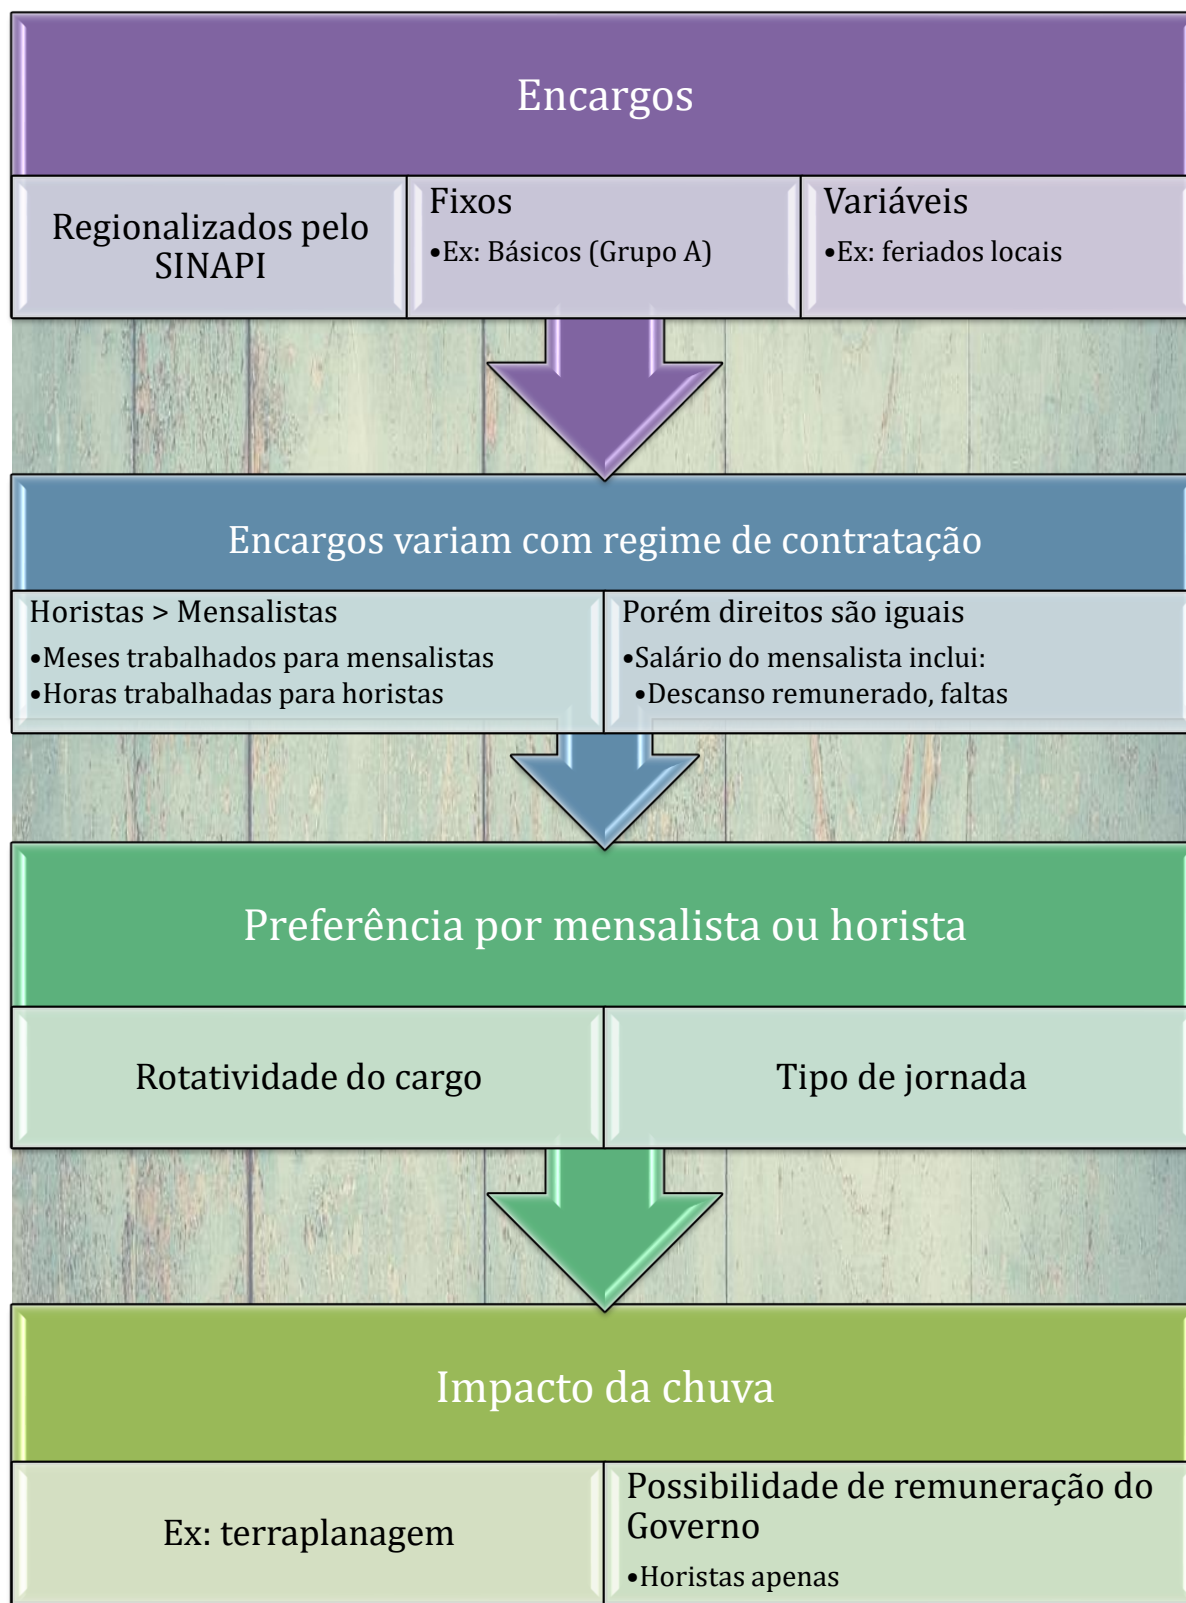 Encargos
Regionalizados pelo
SINAPI
Fixos
•Ex: Básicos (Grupo A)
Variáveis
•Ex: feriados locais
Encargos variam com regime de contratação
Horistas > Mensalistas
•Meses trabalhados para mensalistas
•Horas trabalhadas para horistas
Porém direitos são iguais
•Salário do mensalista inclui:
•Descanso remunerado, faltas
Preferência por mensalista ou horista
Rotatividade do cargo
Tipo de jornada
Impacto da chuva
Ex: terraplanagem
Possibilidade de remuneração do
Governo
•Horistas apenas